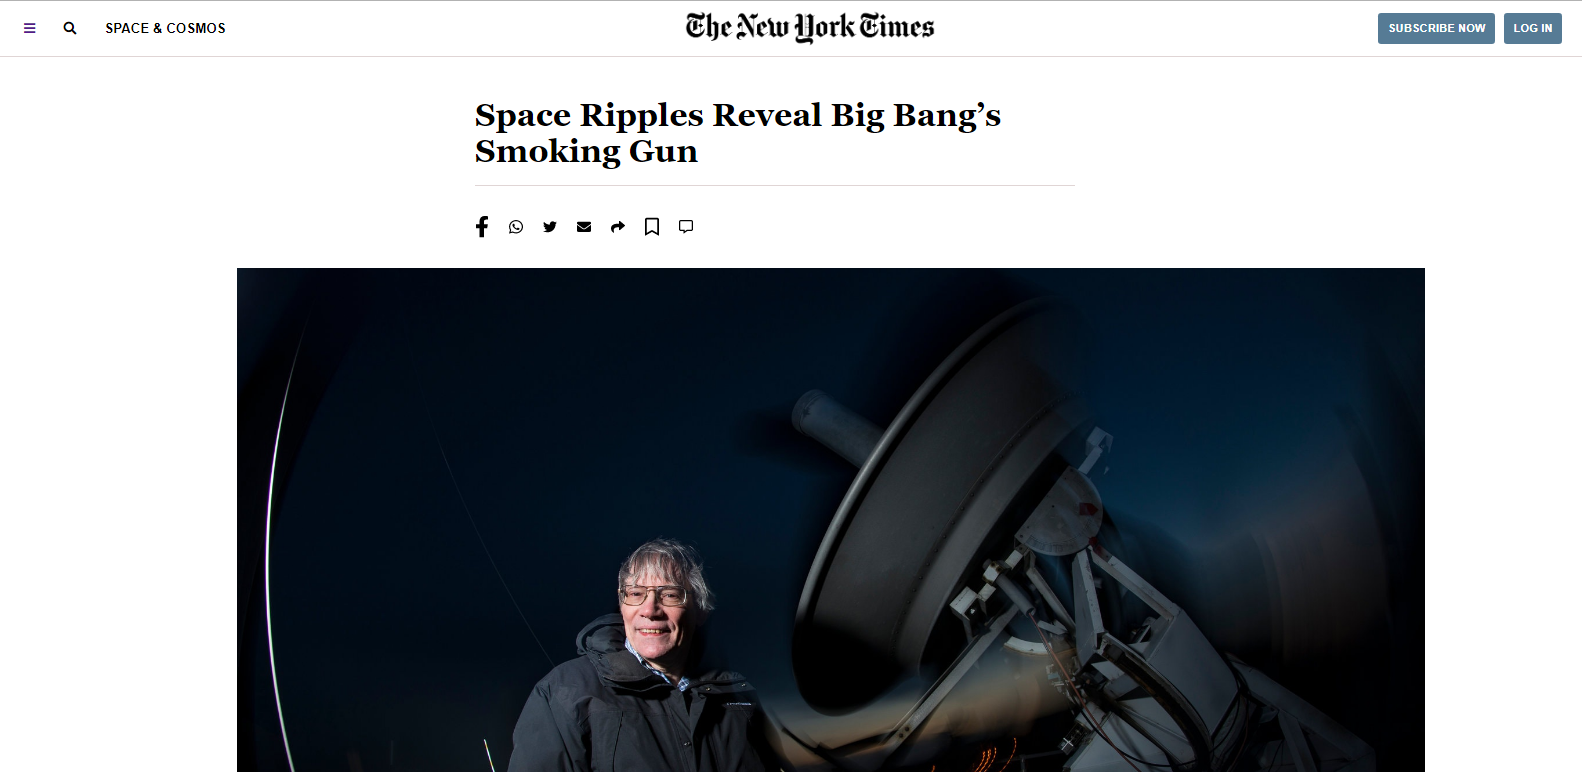 SPACE & COSMOS
The New York Times
SUBSCRIBE NOW
LOG IN
Space Ripples Reveal Big Bang’s
Smoking Gun